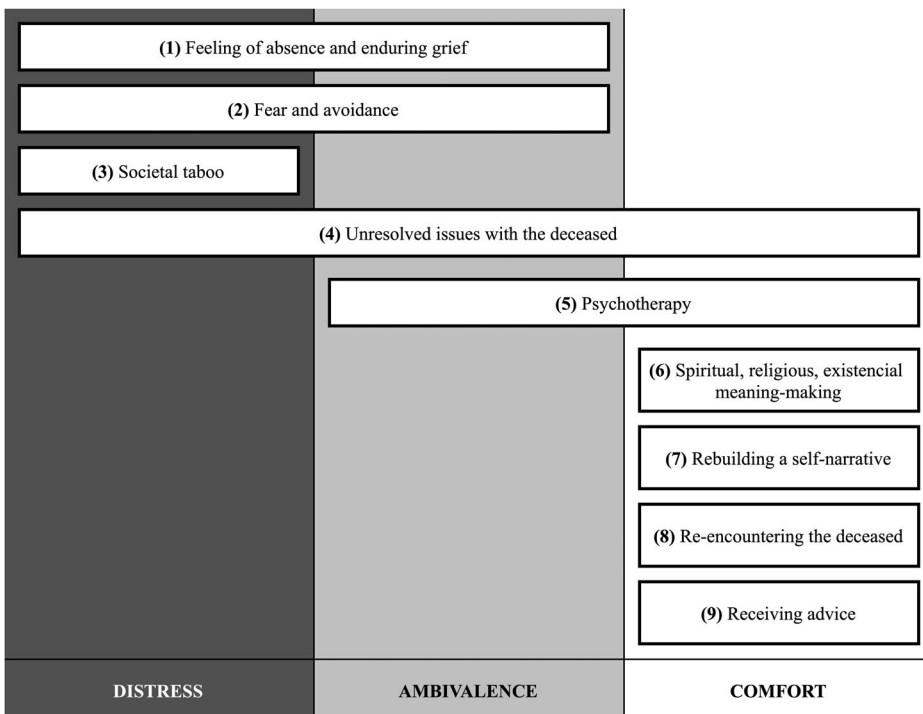 (1) Feeling of absence and enduring grief
(2) Fear and avoidance
(3) Societal taboo
(4) Unresolved issues with the deceased
(5) Psychotherapy
(6) Spiritual, religious, existencial
meaning-making
(7) Rebuilding a self-narrative
(8) Re-encountering the deceased
(9) Receiving advice
DISTRESS
AMBIVALENCE
COMFORT